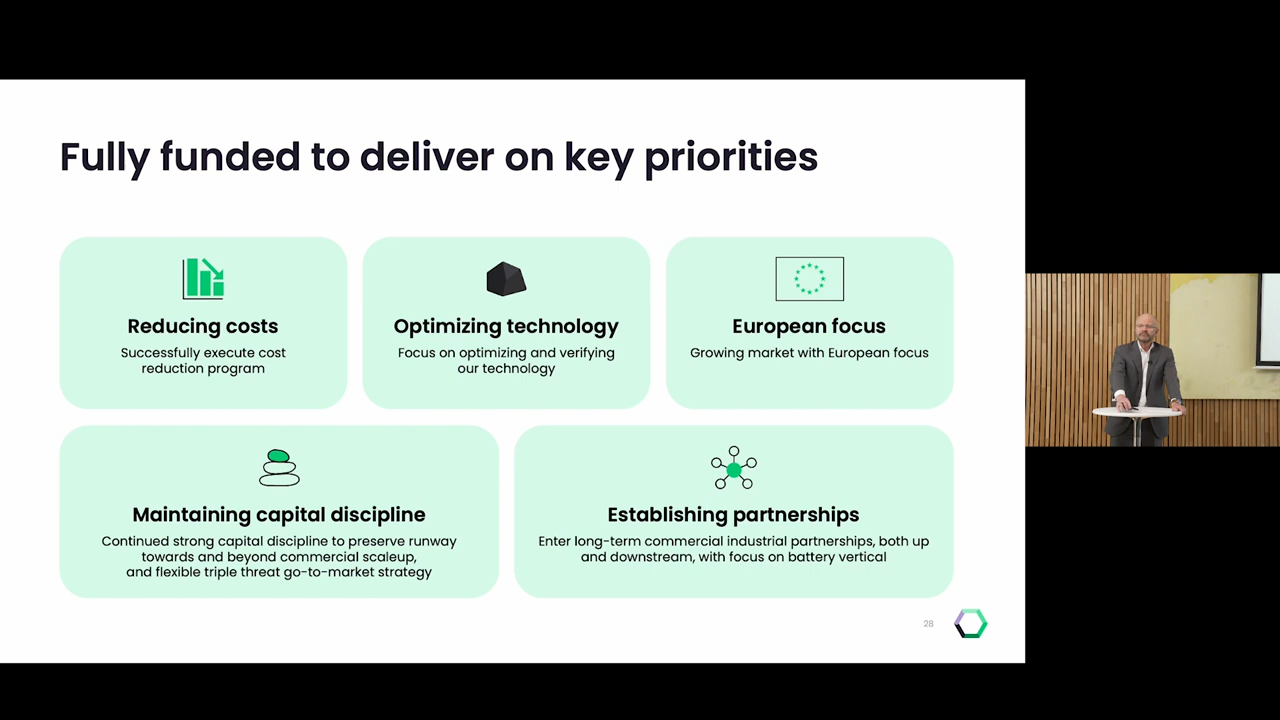 Fully funded to deliver on key priorities
Reducing costs
Successfully execute cost
reduction program
Optimizing technology
Focus on optimizing and verifying
our technology
European focus
Growing market with European focus
Maintaining capital discipline
Continued strong capital discipline to preserve runway
towards and beyond commercial scaleup,
and flexible triple threat go-to-market strategy
Establishing partnerships
Enter long-term commercial industrial partnerships, both up
and downstream, with focus on battery vertical
28